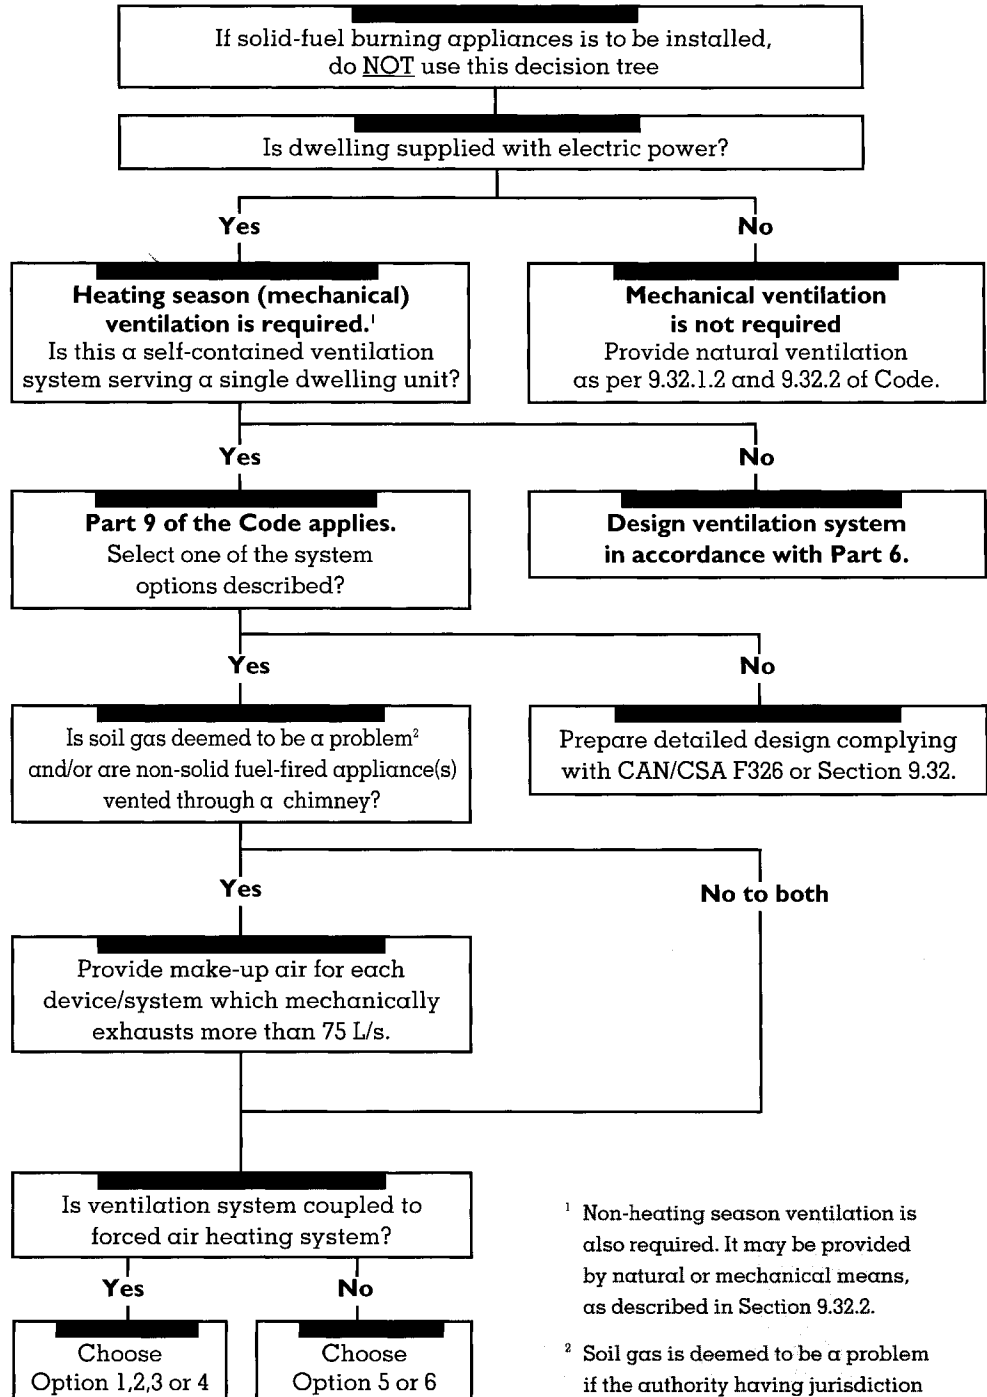 If solid-fuel burning appliances is to be installed,
do NOT use this decision tree
Is dwelling supplied with electric power?
Yes
No
Heating season (mechanical)
ventilation is required.¹
Is this a self-contained ventilation
system serving a single dwelling unit?
Mechanical ventilation
is not required
Provide natural ventilation
as per 9.32.1.2 and 9.32.2 of Code.
Yes
No
Part 9 of the Code applies.
Select one of the system
options described?
Design ventilation system
in accordance with Part 6.
Yes
No
Is soil gas deemed to be a problem²
and/or are non-solid fuel-fired appliance(s)
vented through a chimney?
Prepare detailed design complying
with CAN/CSA F326 or Section 9.32.
Yes
No to both
Provide make-up air for each
device/system which mechanically
exhausts more than 75 L/s.
Is ventilation system coupled to
forced air heating system?
Yes
No
Choose
Option 1,2,3 or 4
Choose
Option 5 or 6
¹ Non-heating season ventilation is
also required. It may be provided
by natural or mechanical means,
as described in Section 9.32.2.
² Soil gas is deemed to be a problem
if the authority having jurisdiction